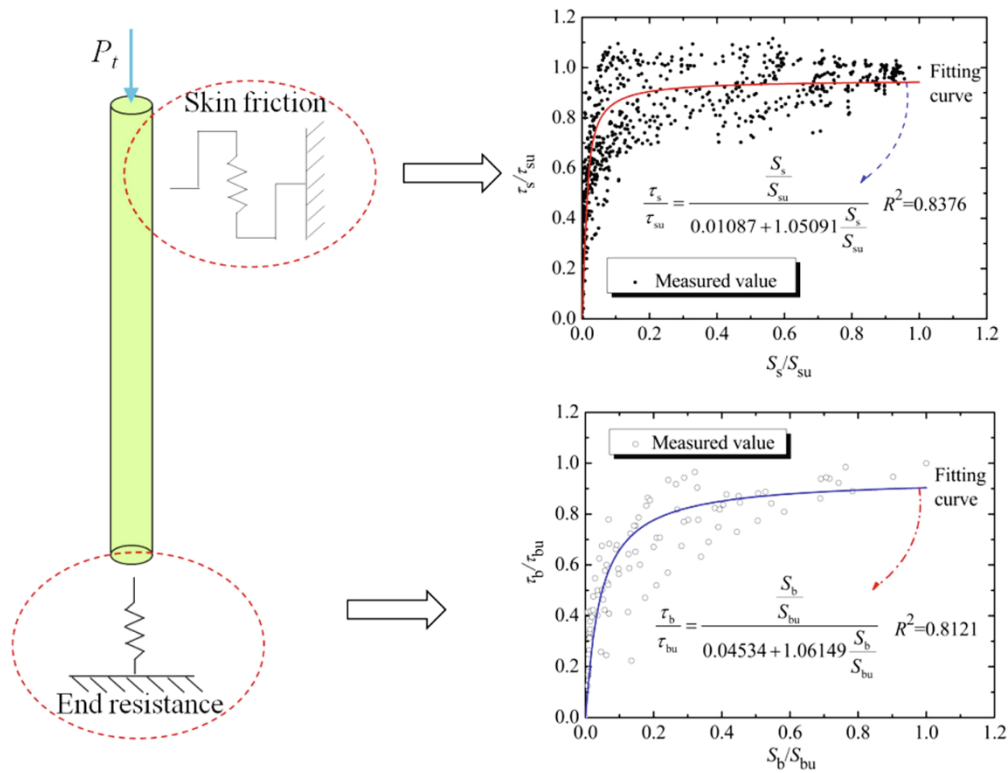 P_t
Skin friction
End resistance
τ_s/τ_su
1.2
1.0
0.8
0.6
0.4
0.2
0.0
Fitting
curve
τ_s/τ_su = (S_s/S_su)/(0.01087+1.05091 S_s/S_su) R²=0.8376
Measured value
0.0 0.2 0.4 0.6 0.8 1.0 1.2
S_s/S_su
τ_b/τ_bu
1.2
1.0
0.8
0.6
0.4
0.2
0.0
Measured value
Fitting
curve
τ_b/τ_bu = (S_b/S_bu)/(0.04534+1.06149 S_b/S_bu) R²=0.8121
0.0 0.2 0.4 0.6 0.8 1.0 1.2
S_b/S_bu